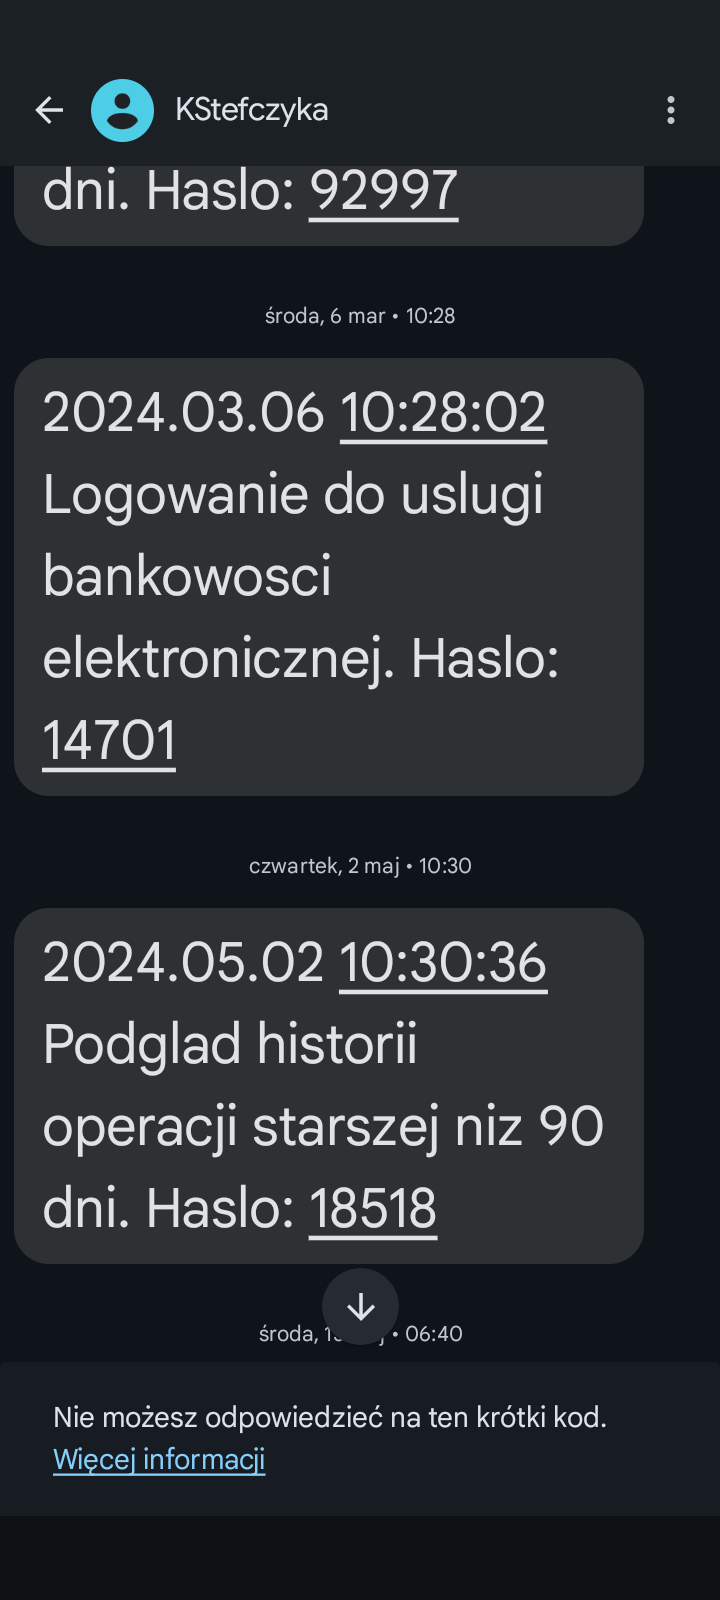 KStefczyka
dni. Haslo: 92997
środa, 6 mar • 10:28
2024.03.06 10:28:02
Logowanie do uslugi
bankowosci
elektronicznej. Haslo:
14701
czwartek, 2 maj • 10:30
2024.05.02 10:30:36
Podglad historii
operacji starszej niz 90
dni. Haslo: 18518
środa, • 06:40
Nie możesz odpowiedzieć na ten krótki kod.
Więcej informacji